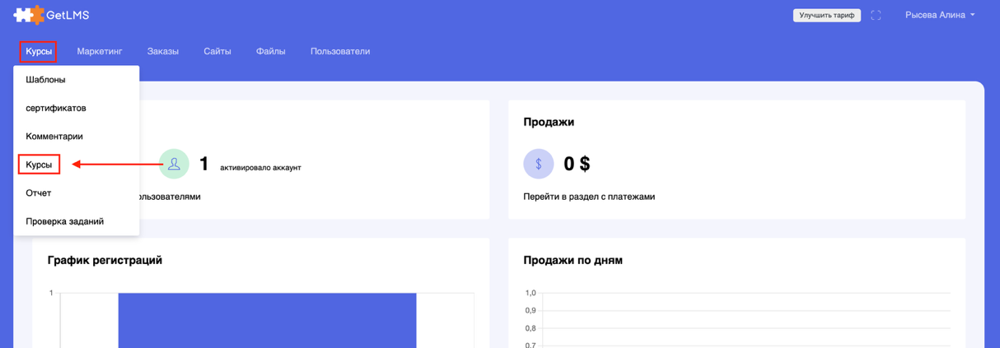 GetLMS
Улучшить тариф
Рысева Алина
Курсы Маркетинг Заказы Сайты Файлы Пользователи
Шаблоны
сертификатов
Комментарии
Курсы
Отчет
Проверка заданий
1 активировало аккаунт
ользователями
Продажи
$ 0 $
Перейти в раздел с платежами
График регистраций
1
Продажи по дням
1,0
0,9
0,8
0,7